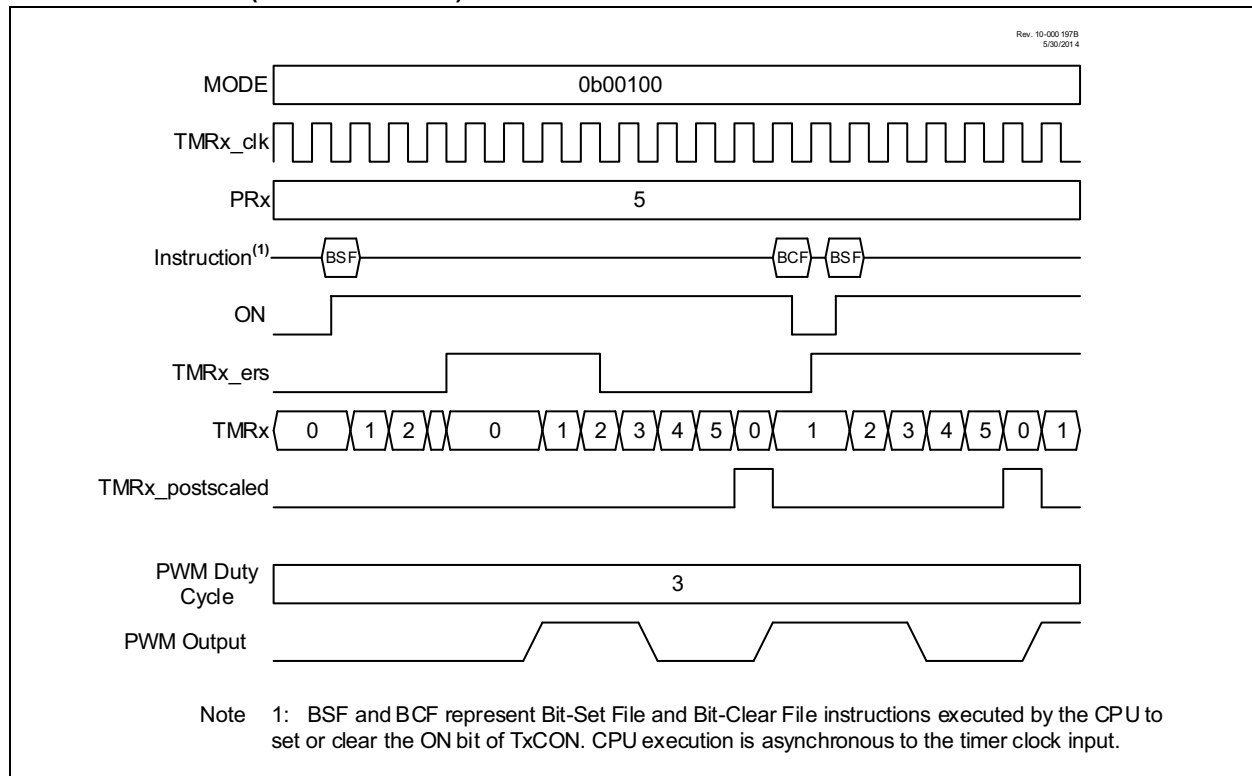 Rev. 10-000 197B
5/30/2014
MODE 0b00100
TMRx_clk
PRx 5
Instruction(1) BSF BCF BSF
ON
TMRx_ers
TMRx 0 1 2 0 1 2 3 4 5 0 1 2 3 4 5 0 1
TMRx_postscaled
PWM Duty
Cycle 3
PWM Output
Note 1: BSF and BCF represent Bit-Set File and Bit-Clear File instructions executed by the CPU to
set or clear the ON bit of TxCON. CPU execution is asynchronous to the timer clock input.